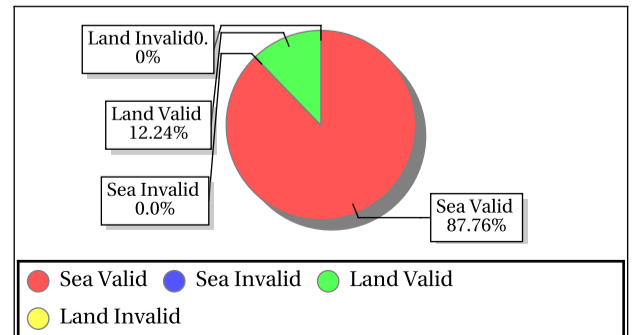 Land Invalid0.
0%
Land Valid
12.24%
Sea Invalid
0.0%
Sea Valid
87.76%
Sea Valid Sea Invalid Land Valid
Land Invalid